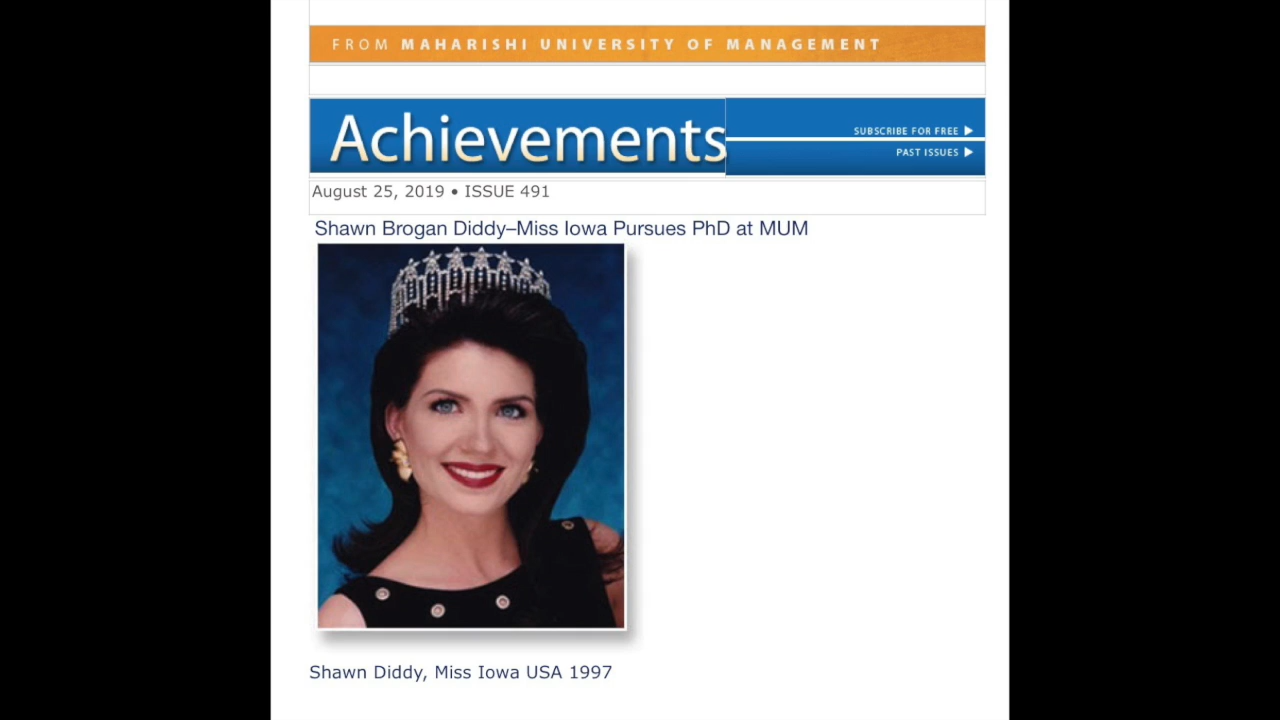 FROM MAHARISHI UNIVERSITY OF MANAGEMENT
Achievements
SUBSCRIBE FOR FREE ▶
PAST ISSUES ▶
August 25, 2019 • ISSUE 491
Shawn Brogan Diddy–Miss Iowa Pursues PhD at MUM
Shawn Diddy, Miss Iowa USA 1997